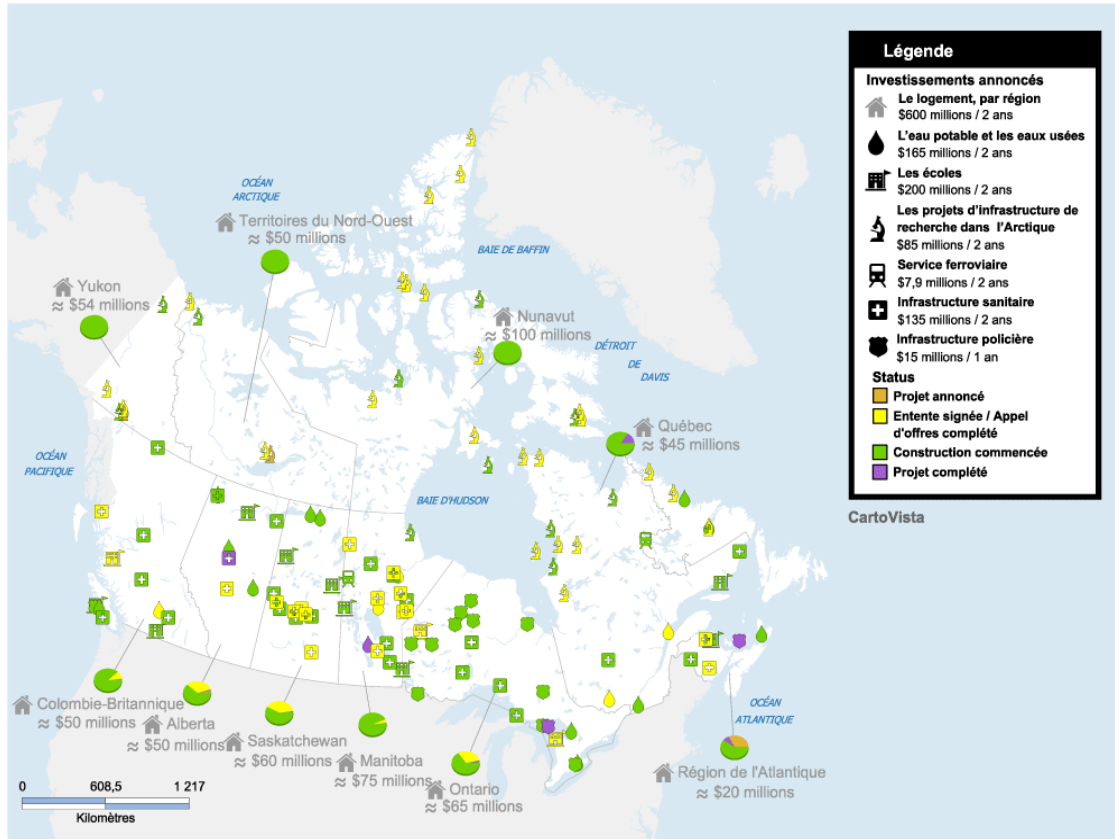 OCÉAN
ARCTIQUE
Territoires du Nord-Ouest
≈ $50 millions
BAIE DE BAFFIN
Yukon
≈ $54 millions
Nunavut
≈ $100 millions
DÉTROIT
DE
DAVIS
Québec
≈ $45 millions
OCÉAN
PACIFIQUE
BAIE D'HUDSON
OCÉAN
ATLANTIQUE
Colombie-Britannique
≈ $50 millions
Alberta
≈ $50 millions
Saskatchewan
≈ $60 millions
Manitoba
≈ $75 millions
Ontario
≈ $65 millions
Région de l'Atlantique
≈ $20 millions
0 608,5 1 217
Kilomètres
Légende
Investissements annoncés
Le logement, par région
$600 millions / 2 ans
L'eau potable et les eaux usées
$165 millions / 2 ans
Les écoles
$200 millions / 2 ans
Les projets d'infrastructure de
recherche dans l'Arctique
$85 millions / 2 ans
Service ferroviaire
$7,9 millions / 2 ans
Infrastructure sanitaire
$135 millions / 2 ans
Infrastructure policière
$15 millions / 1 an
Status
Projet annoncé
Entente signée / Appel
d'offres complété
Construction commencée
Projet complété
CartoVista